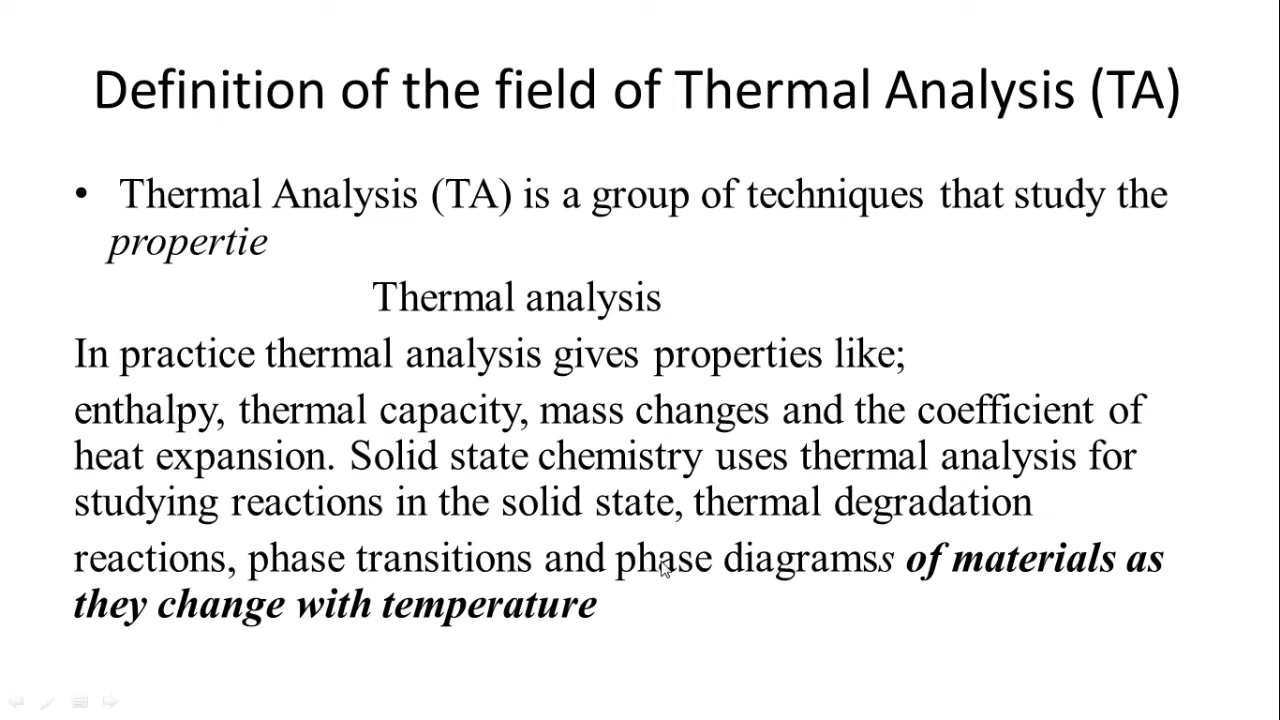 Definition of the field of Thermal Analysis (TA)
• Thermal Analysis (TA) is a group of techniques that study the
propertie
Thermal analysis
In practice thermal analysis gives properties like;
enthalpy, thermal capacity, mass changes and the coefficient of
heat expansion. Solid state chemistry uses thermal analysis for
studying reactions in the solid state, thermal degradation
reactions, phase transitions and phase diagramss of materials as
they change with temperature